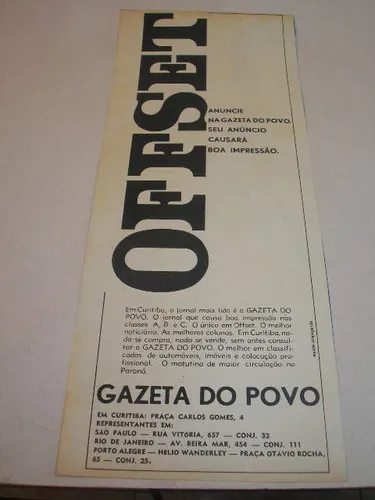 OFFSET
ANUNCIE
NA GAZETA DO POVO.
SEU ANÚNCIO
CAUSARÁ
BOA IMPRESSÃO.
Em Curitiba, o jornal mais lido é a GAZETA DO
POVO. O jornal que causa boa impressão nas
classes A, B e C. O único em Offset. O melhor
noticiário. As melhores colunas. Em Curitiba, na-
da se compra, nada se vende, sem antes consul-
tar a GAZETA DO POVO. O melhor em classifi-
cados de automóveis, imóveis e colocação pro-
fissional. O matutino de maior circulação no
Paraná.
GAZETA DO POVO
EM CURITIBA: PRAÇA CARLOS GOMES, 4
REPRESENTANTES EM:
SÃO PAULO — RUA VITÓRIA, 657 — CONJ. 32
RIO DE JANEIRO — AV. BEIRA MAR, 454 — CONJ. 111
PORTO ALEGRE — HELIO WANDERLEY — PRAÇA OTÁVIO ROCHA,
65 — CONJ. 25